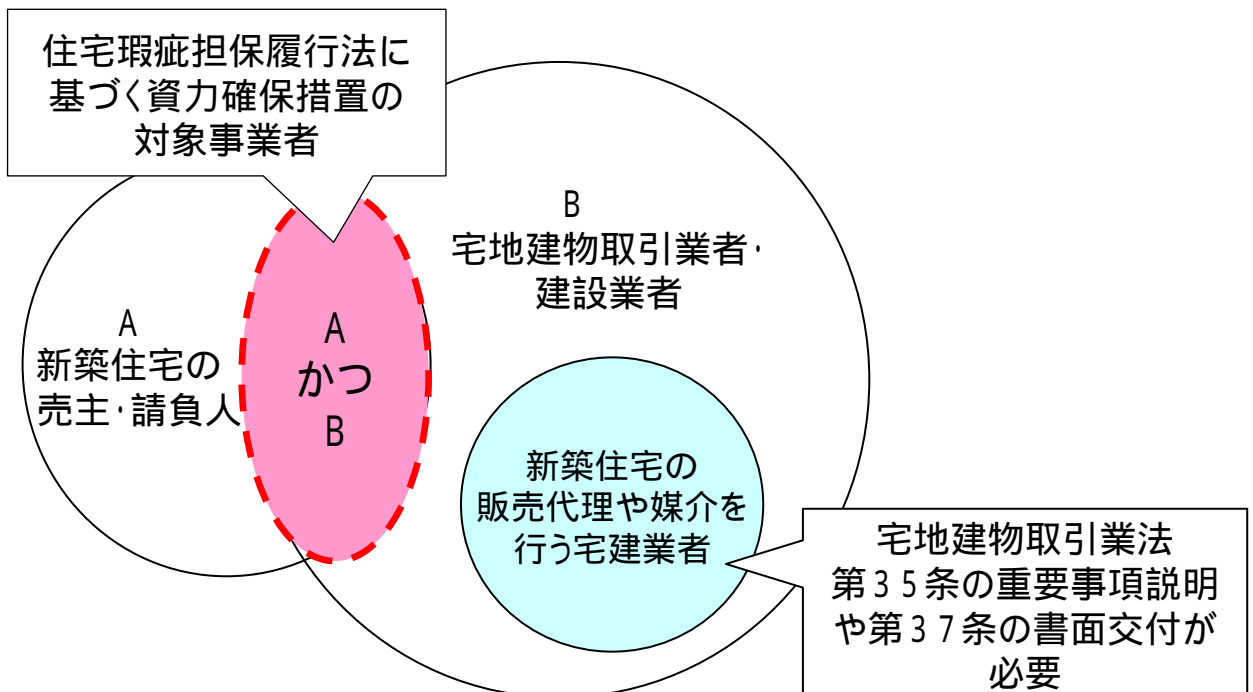 住宅瑕疵担保履行法に
基づく資力確保措置の
対象事業者
B
宅地建物取引業者・
建設業者
A
新築住宅の
売主・請負人
A
かつ
B
新築住宅の
販売代理や媒介を
行う宅建業者
宅地建物取引業法
第３５条の重要事項説明
や第３７条の書面交付が
必要